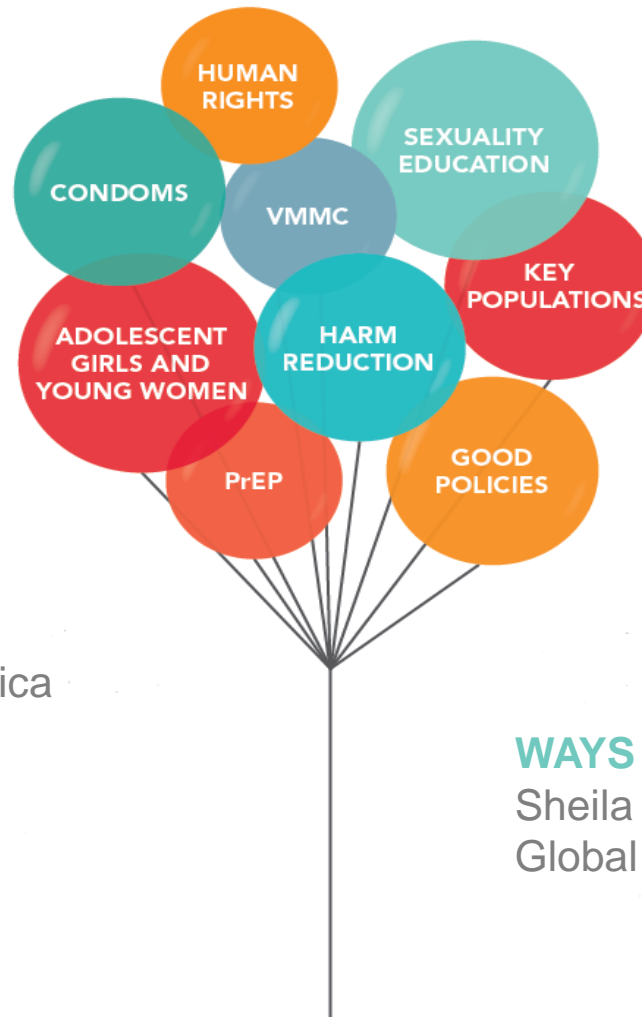 HUMAN
RIGHTS
SEXUALITY
EDUCATION
CONDOMS
VMMC
KEY
POPULATIONS
ADOLESCENT
GIRLS AND
YOUNG WOMEN
HARM
REDUCTION
PrEP
GOOD
POLICIES
ica
WAYS
Sheila
Global